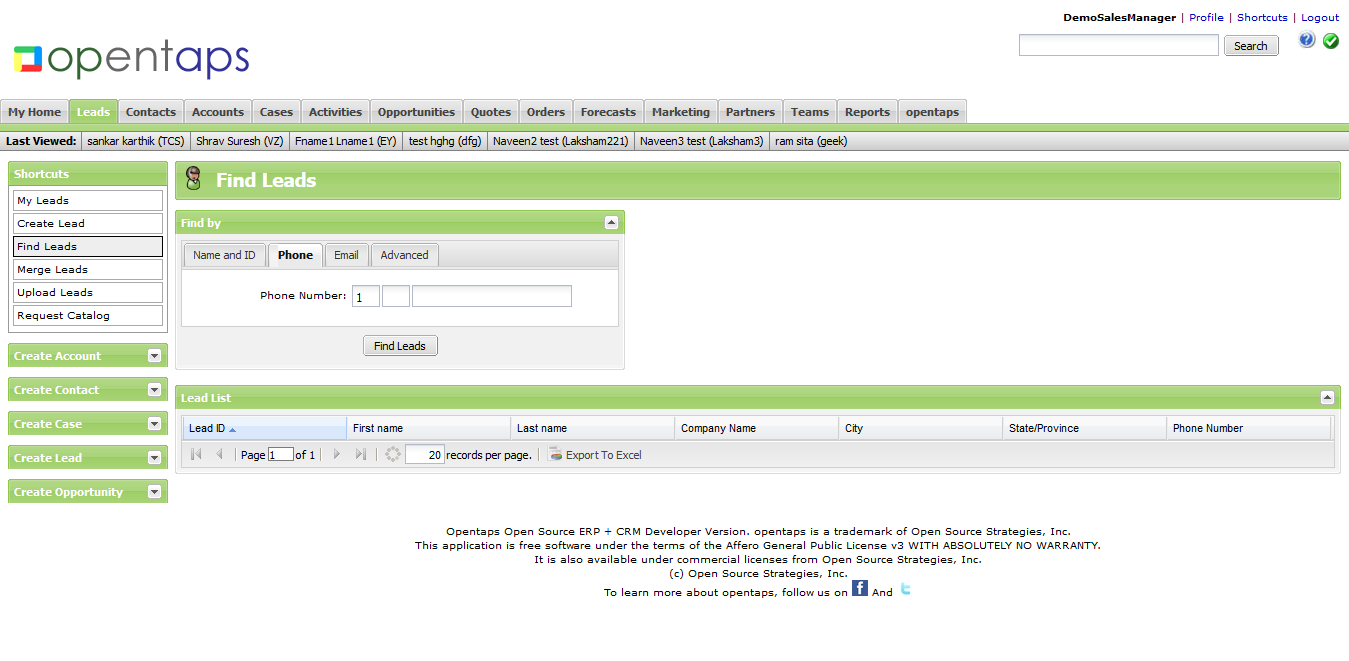 DemoSalesManager | Profile | Shortcuts | Logout
opentaps
Search
My Home Leads Contacts Accounts Cases Activities Opportunities Quotes Orders Forecasts Marketing Partners Teams Reports opentaps
Last Viewed: sankar karthik (TCS) Shrav Suresh (VZ) Fname1 Lname1 (EY) test hghg (dfg) Naveen2 test (Laksham221) Naveen3 test (Laksham3) ram sita (geek)
Shortcuts
My Leads
Create Lead
Find Leads
Merge Leads
Upload Leads
Request Catalog
Create Account
Create Contact
Create Case
Create Lead
Create Opportunity
Find Leads
Find by
Name and ID Phone Email Advanced
Phone Number: 1
Find Leads
Lead List
Lead ID First name Last name Company Name City State/Province Phone Number
Page 1 of 1 | 20 records per page. Export To Excel
Opentaps Open Source ERP + CRM Developer Version. opentaps is a trademark of Open Source Strategies, Inc.
This application is free software under the terms of the Affero General Public License v3 WITH ABSOLUTELY NO WARRANTY.
It is also available under commercial licenses from Open Source Strategies, Inc.
(c) Open Source Strategies, Inc.
To learn more about opentaps, follow us on f And t